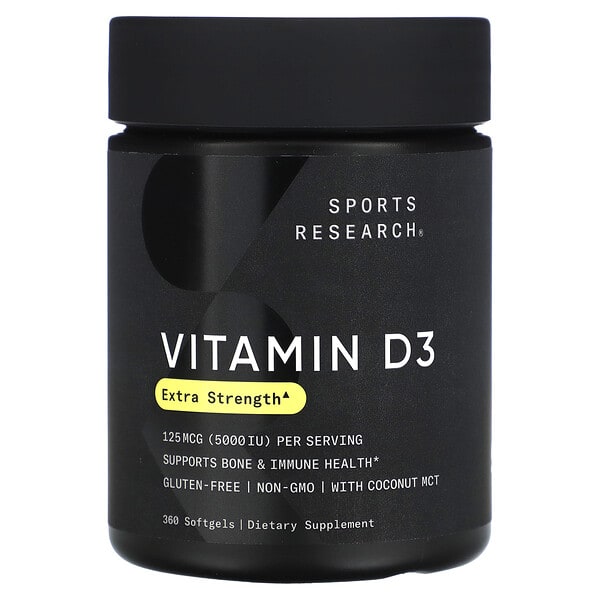 SPORTS
RESEARCH®
VITAMIN D3
Extra Strength▲
125 MCG (5000 IU) PER SERVING
SUPPORTS BONE & IMMUNE HEALTH*
GLUTEN-FREE | NON-GMO | WITH COCONUT MCT
360 Softgels | Dietary Supplement